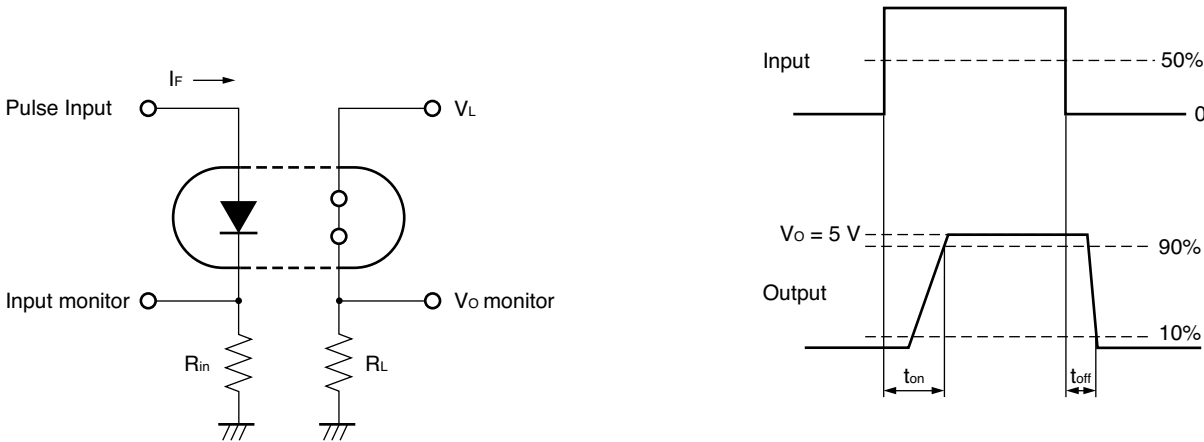 IF
Pulse Input
VL
Input monitor
VO monitor
Rin
RL
Input
50%
0
VO = 5 V
90%
Output
10%
ton
toff